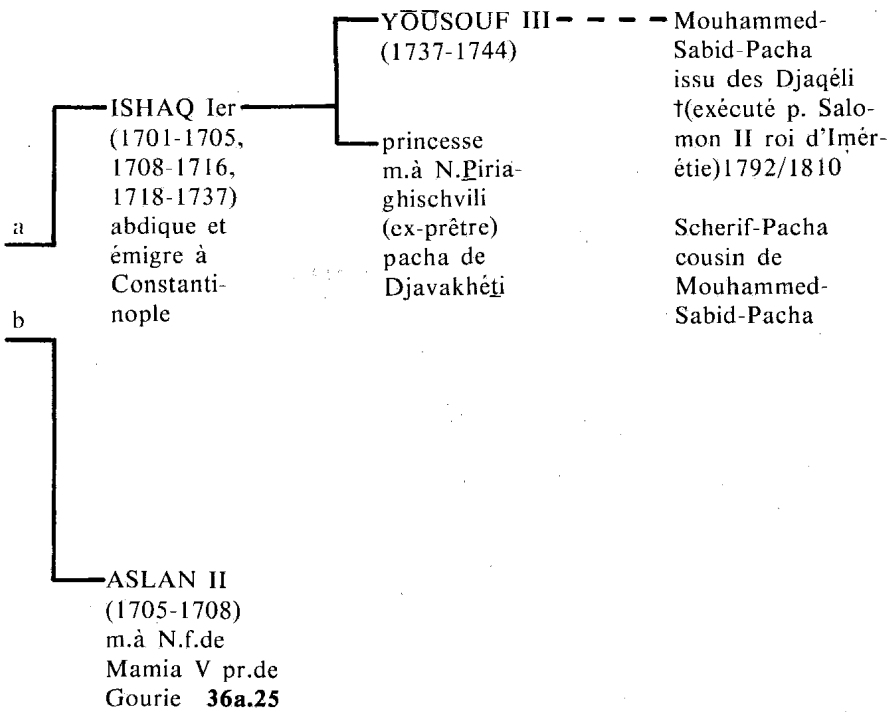 a
b
ISHAQ Ier
(1701-1705,
1708-1716,
1718-1737)
abdique et
émigre à
Constanti-
nople
ASLAN II
(1705-1708)
m.à N.f.de
Mamia V pr.de
Gourie 36a.25
YŌŪSOUF III
(1737-1744)
princesse
m.à N.Piria-
ghischvili
(ex-prêtre)
pacha de
Djavakhéti
Mouhammed-
Sabid-Pacha
issu des Djaqéli
†(exécuté p. Salo-
mon II roi d'Imér-
étie)1792/1810
Scherif-Pacha
cousin de
Mouhammed-
Sabid-Pacha